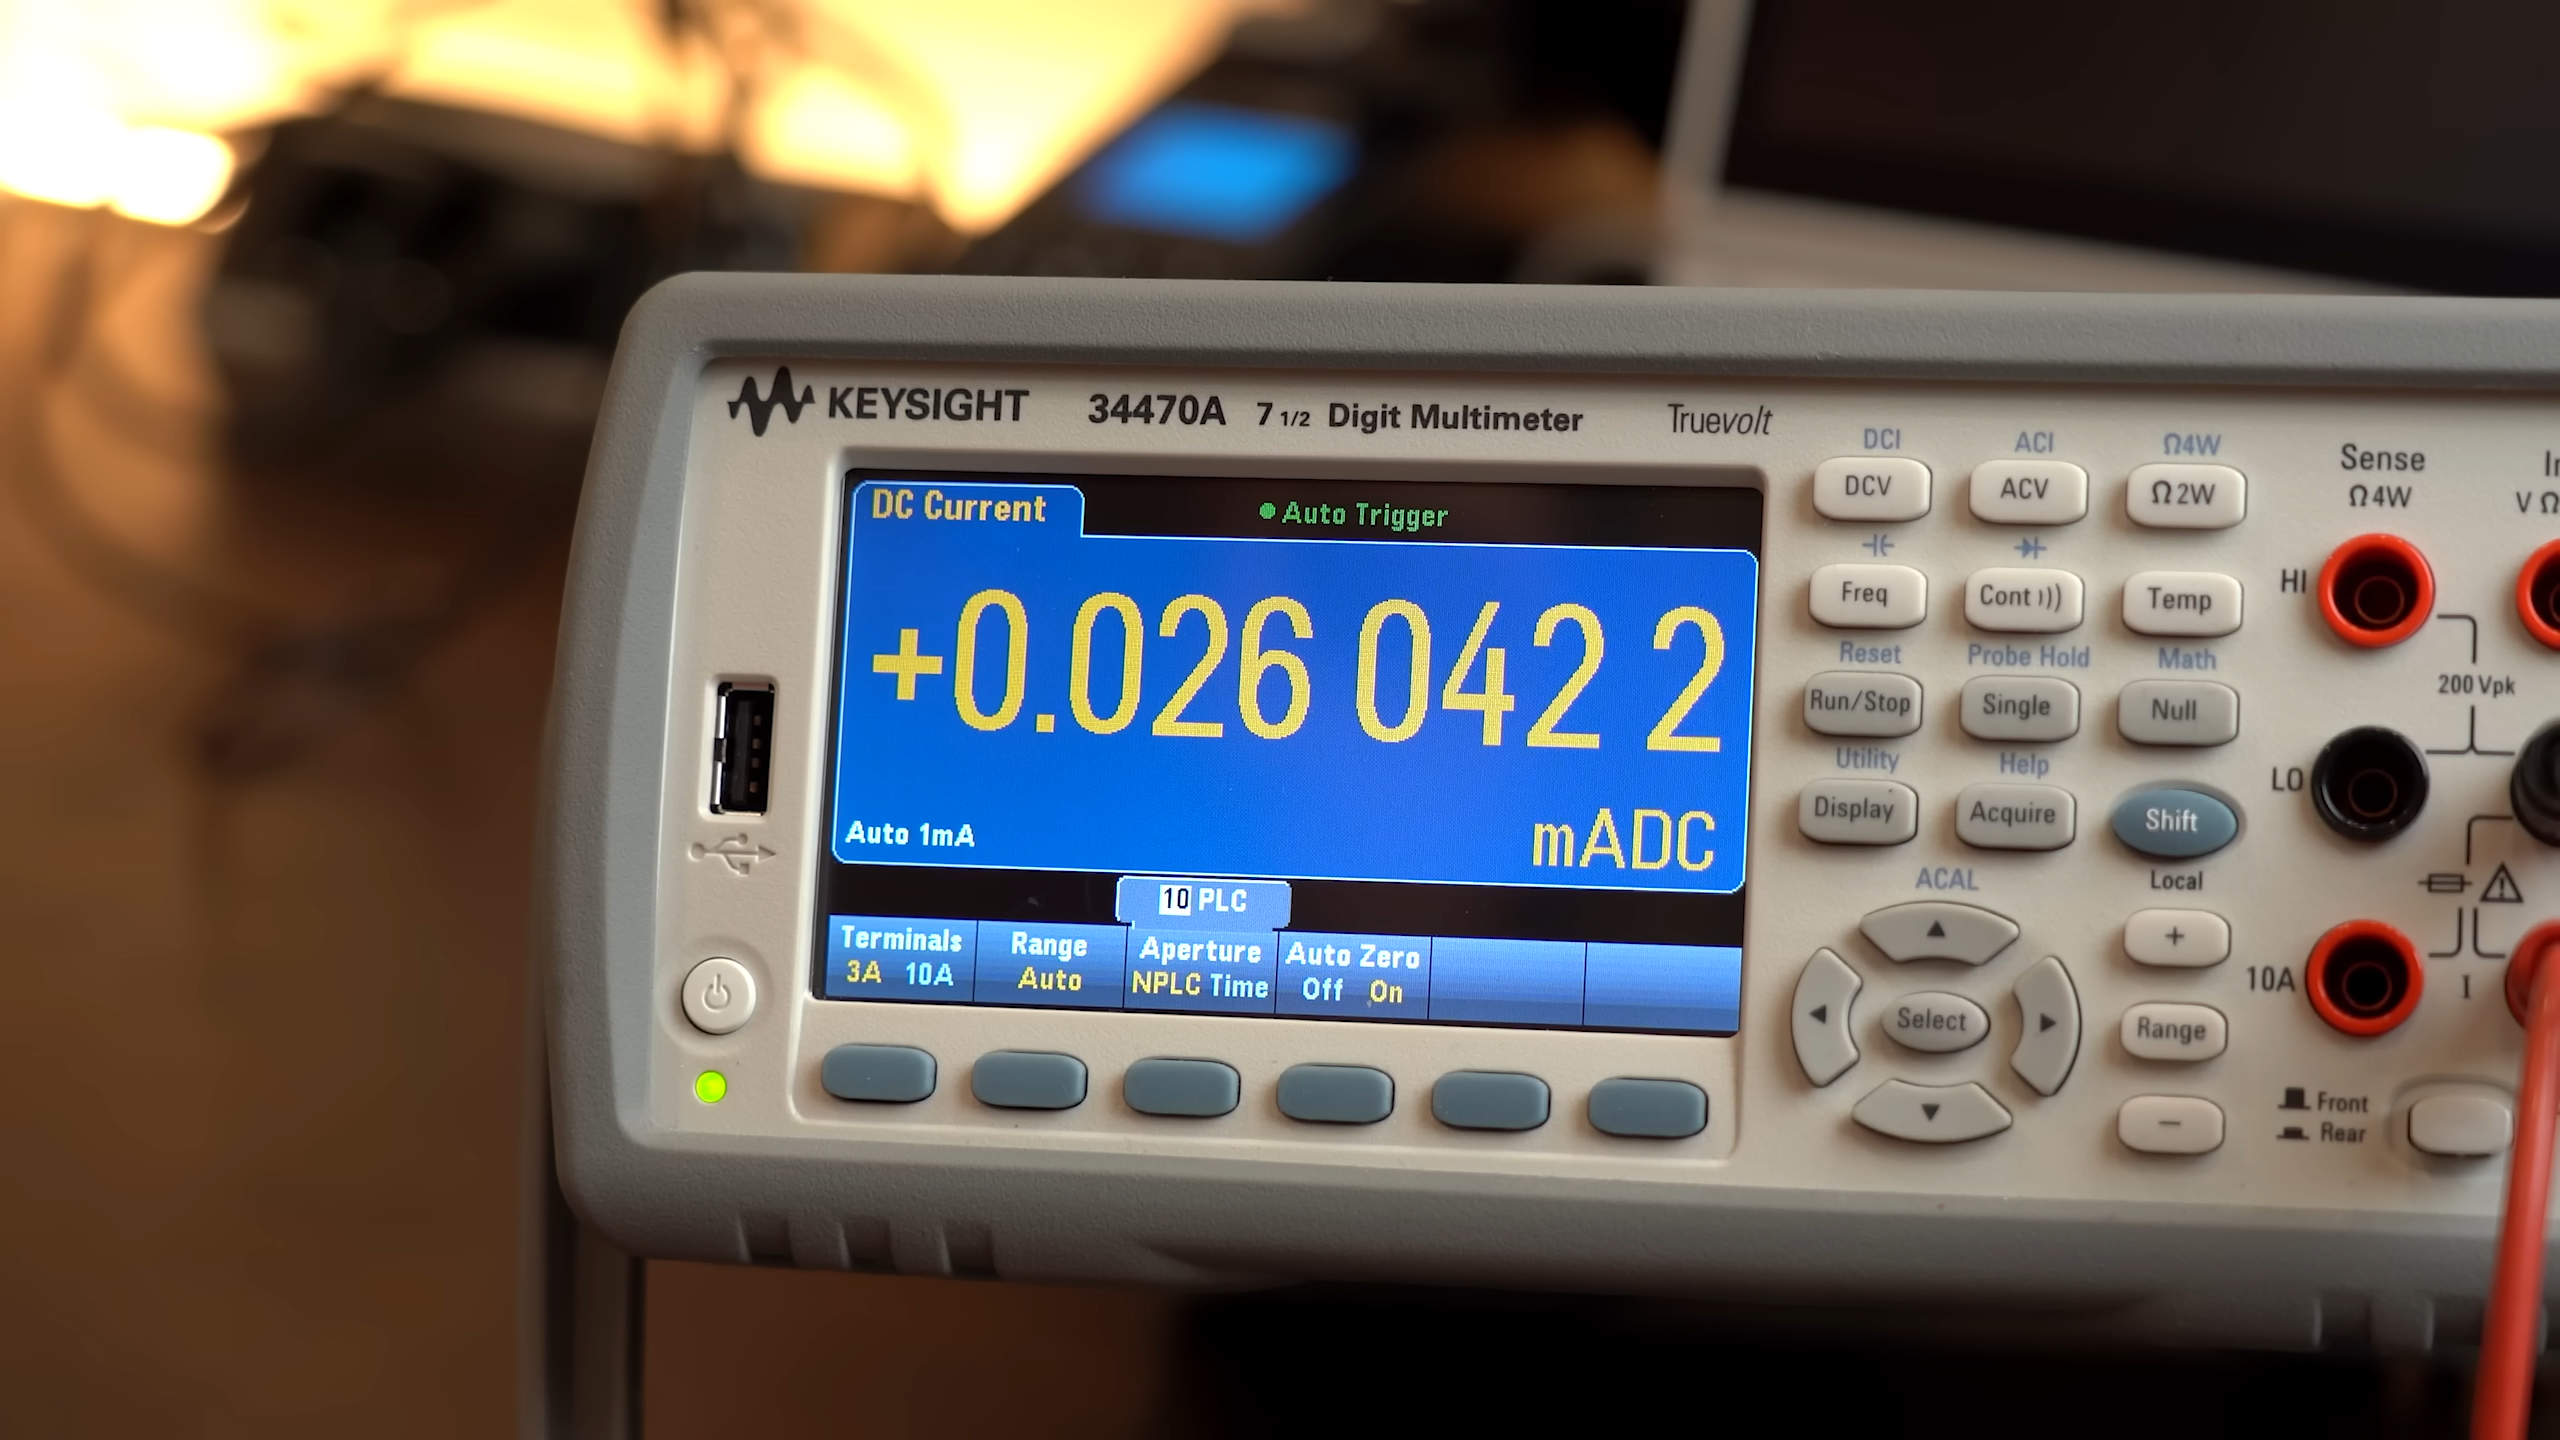 KEYSIGHT 34470A 7 1/2 Digit Multimeter Truevolt
DC Current
Auto Trigger
+0.026 042 2
Auto 1mA
mADC
10 PLC
Terminals
3A 10A
Range
Auto
Aperture
NPLC Time
Auto Zero
Off On
DCI ACI Ω4W
DCV ACV Ω2W
Freq Cont Temp
Reset Probe Hold Math
Run/Stop Single Null
Utility Help
Display Acquire Shift
ACAL Local
+
Select Range
−
Sense
Ω4W
V Ω
HI
200 Vpk
LO
10A
I
Front
Rear